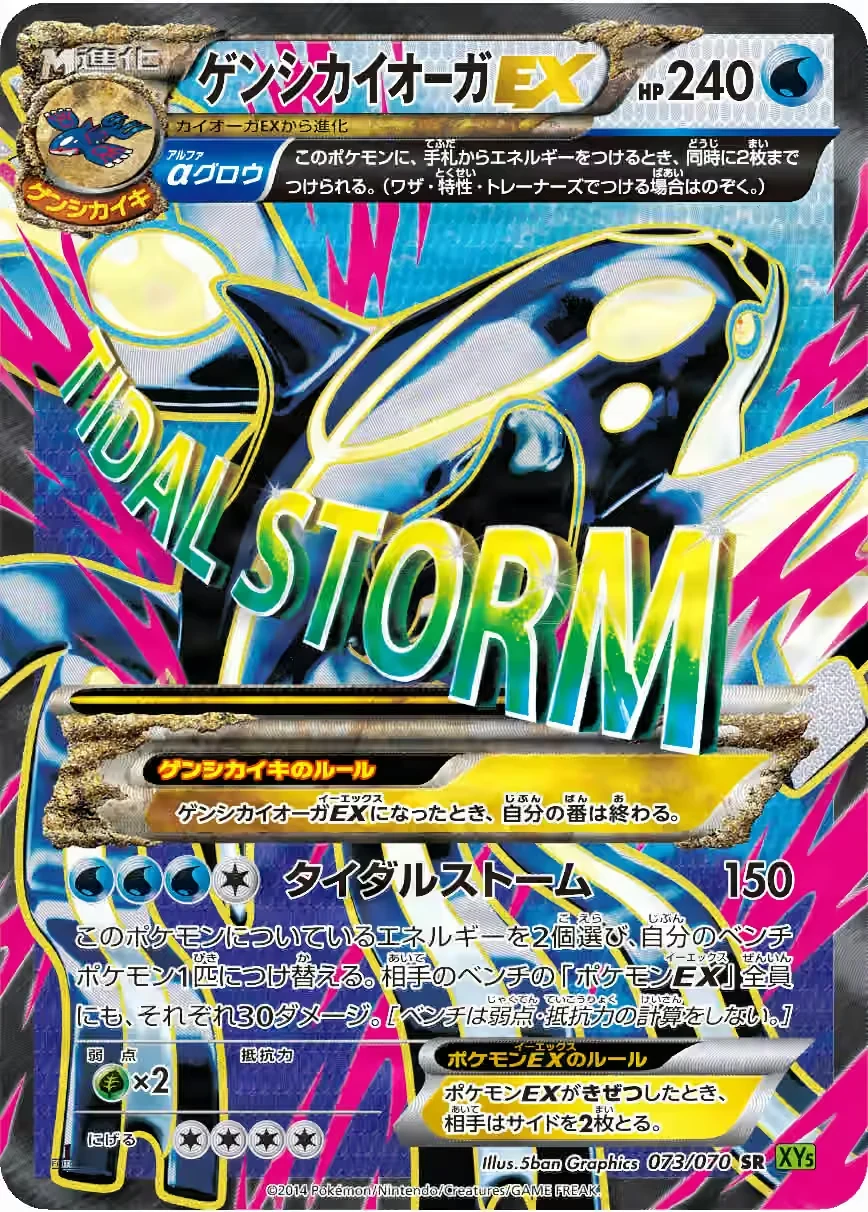 M進化
ゲンシカイオーガEX
HP240
カイオーガEXから進化
ゲンシカイキ
アルファ
αグロウ
このポケモンに、手札からエネルギーをつけるとき、同時に2枚まで
つけられる。（ワザ・特性・トレーナーズでつける場合はのぞく。）
TIDAL STORM
ゲンシカイキのルール
ゲンシカイオーガEXになったとき、自分の番は終わる。
タイダルストーム 150
このポケモンについているエネルギーを2個選び、自分のベンチ
ポケモン1匹につけ替える。相手のベンチの「ポケモンEX」全員
にも、それぞれ30ダメージ。［ベンチは弱点・抵抗力の計算をしない。］
弱点 抵抗力
×2
ポケモンEXのルール
ポケモンEXがきぜつしたとき、
相手はサイドを2枚とる。
にげる
Illus.5ban Graphics 073/070 SR XY5
©2014 Pokémon/Nintendo/Creatures/GAME FREAK.